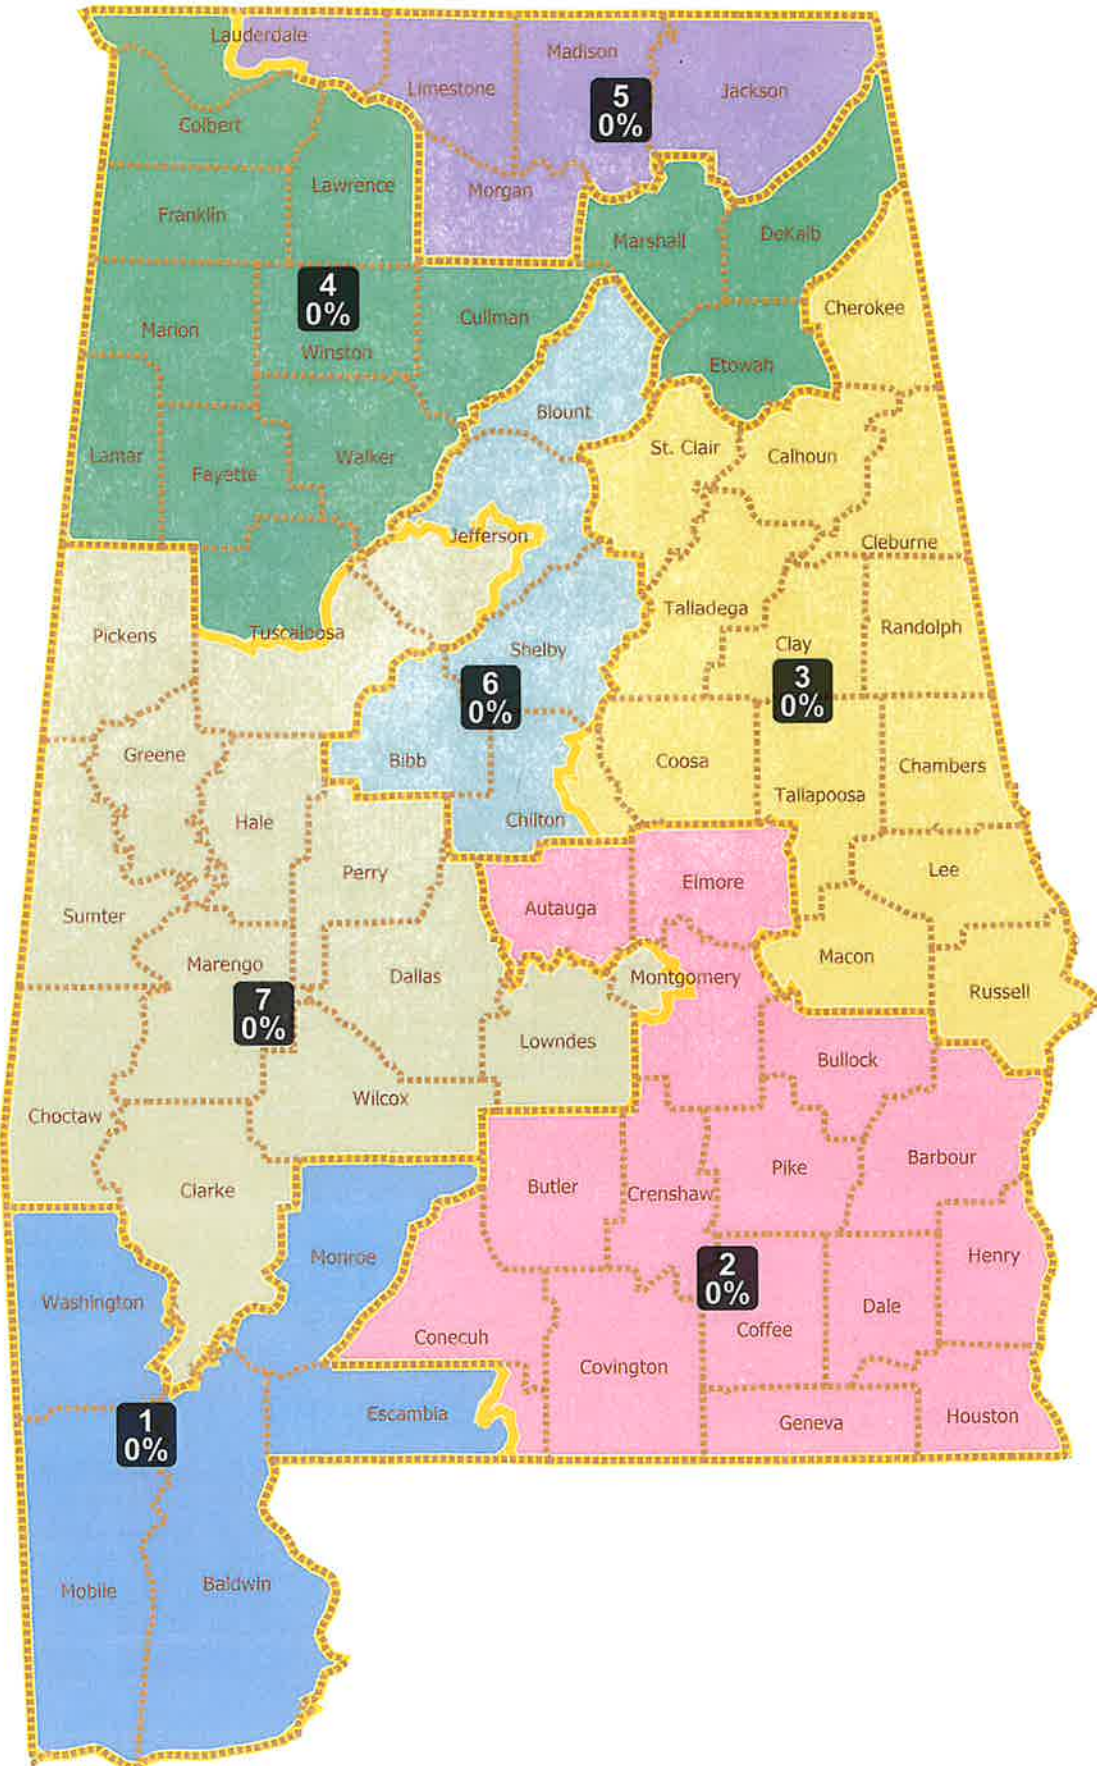 Lauderdale
Madison
Limestone
Jackson
5
0%
Colbert
Lawrence
Morgan
Franklin
Marshall
DeKalb
4
0%
Cherokee
Marion
Cullman
Winston
Etowah
Blount
St. Clair
Calhoun
Lamar
Walker
Fayette
Jefferson
Cleburne
Talladega
Randolph
Pickens
Tuscaloosa
Clay
Shelby
6
0%
3
0%
Greene
Bibb
Coosa
Chambers
Tallapoosa
Hale
Chilton
Perry
Lee
Elmore
Autauga
Sumter
Macon
Marengo
Dallas
Montgomery
Russell
7
0%
Lowndes
Bullock
Wilcox
Choctaw
Barbour
Pike
Butler
Crenshaw
Clarke
Monroe
Henry
2
0%
Washington
Dale
Coffee
Conecuh
Covington
Escambia
Houston
Geneva
1
0%
Baldwin
Mobile